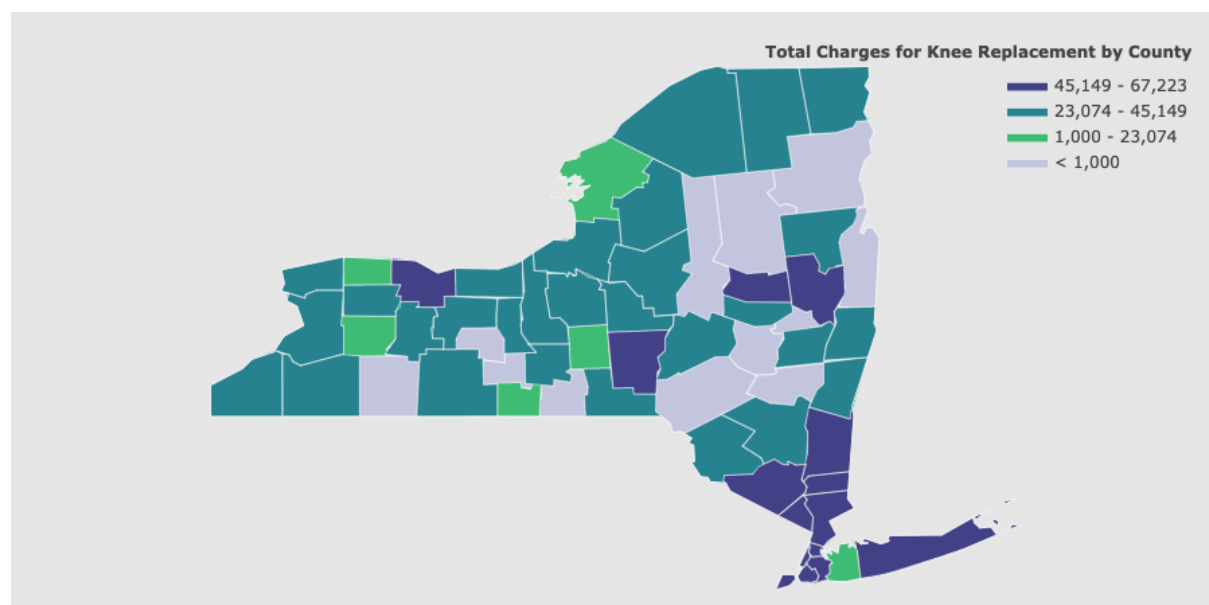 Total Charges for Knee Replacement by County
45,149 - 67,223
23,074 - 45,149
1,000 - 23,074
< 1,000